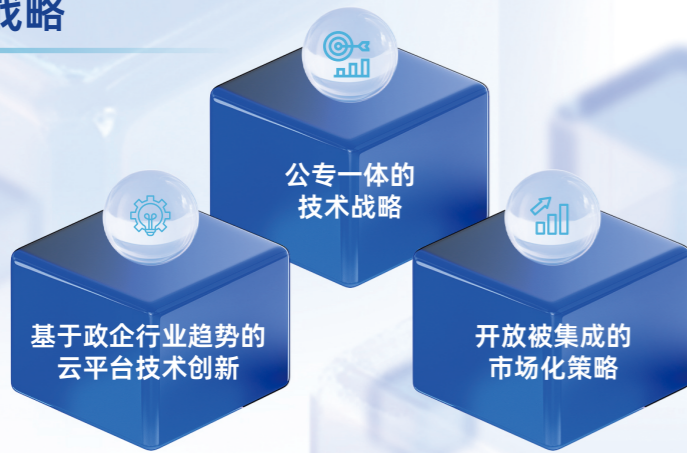 战略
公专一体的
技术战略
基于政企行业趋势的
云平台技术创新
开放被集成的
市场化策略